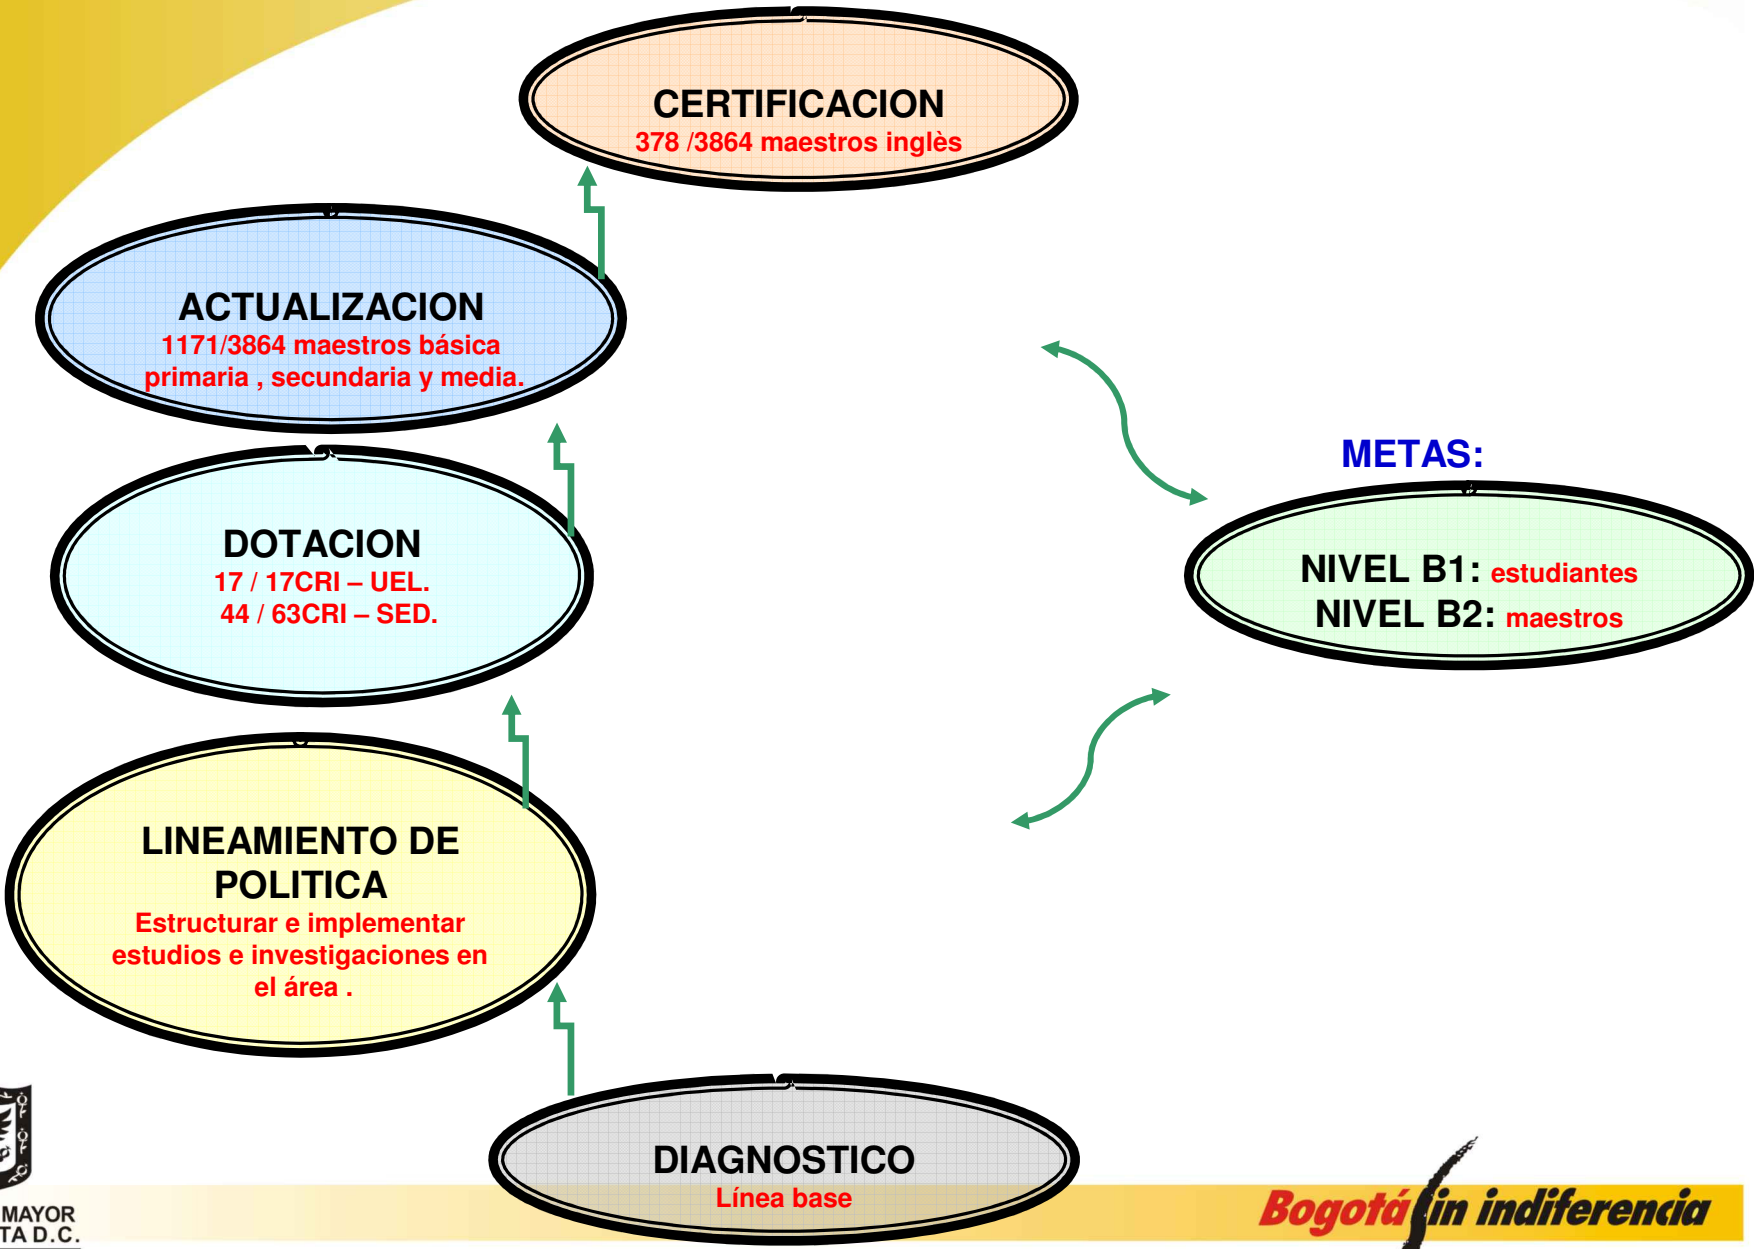 CERTIFICACION
378 /3864 maestros inglès
ACTUALIZACION
1171/3864 maestros básica
primaria , secundaria y media.
METAS:
DOTACION
17 / 17CRI – UEL.
44 / 63CRI – SED.
NIVEL B1: estudiantes
NIVEL B2: maestros
LINEAMIENTO DE
POLITICA
Estructurar e implementar
estudios e investigaciones en
el área .
DIAGNOSTICO
Línea base
MAYOR
TA D.C.
Bogotá sin indiferencia